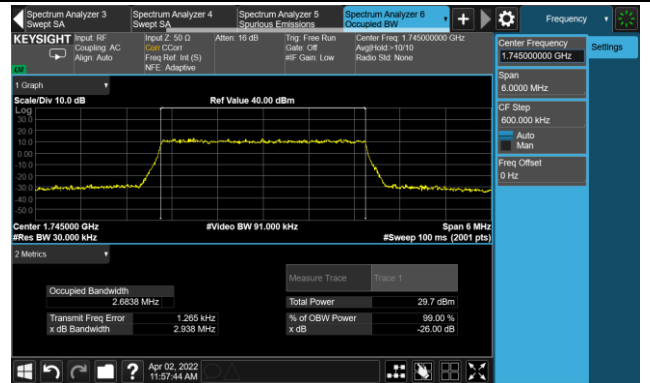 Spectrum Analyzer 3
Swept SA
Spectrum Analyzer 4
Swept SA
Spectrum Analyzer 5
Spurious Emissions
Spectrum Analyzer 6
Occupied BW
Frequency
KEYSIGHT
Input: RF
Coupling: AC
Align: Auto
Input Z: 50 Ω
Corr CCorr
Freq Ref: Int (S)
NFE: Adaptive
Atten: 16 dB
Trig: Free Run
Gate: Off
#IF Gain: Low
Center Freq: 1.745000000 GHz
Avg|Hold:>10/10
Radio Std: None
Center Frequency
1.745000000 GHz
Settings
Span
6.0000 MHz
CF Step
600.000 kHz
Auto
Man
Freq Offset
0 Hz
1 Graph
Scale/Div 10.0 dB
Ref Value 40.00 dBm
Log
30.0
20.0
10.0
0.00
-10.0
-20.0
-30.0
-40.0
-50.0
Center 1.745000 GHz
#Video BW 91.000 kHz
Span 6 MHz
#Res BW 30.000 kHz
#Sweep 100 ms (2001 pts)
2 Metrics
Measure Trace
Trace 1
Occupied Bandwidth
2.6838 MHz
Total Power
29.7 dBm
Transmit Freq Error
1.265 kHz
% of OBW Power
99.00 %
x dB Bandwidth
2.938 MHz
x dB
-26.00 dB
?
Apr 02, 2022
11:57:44 AM